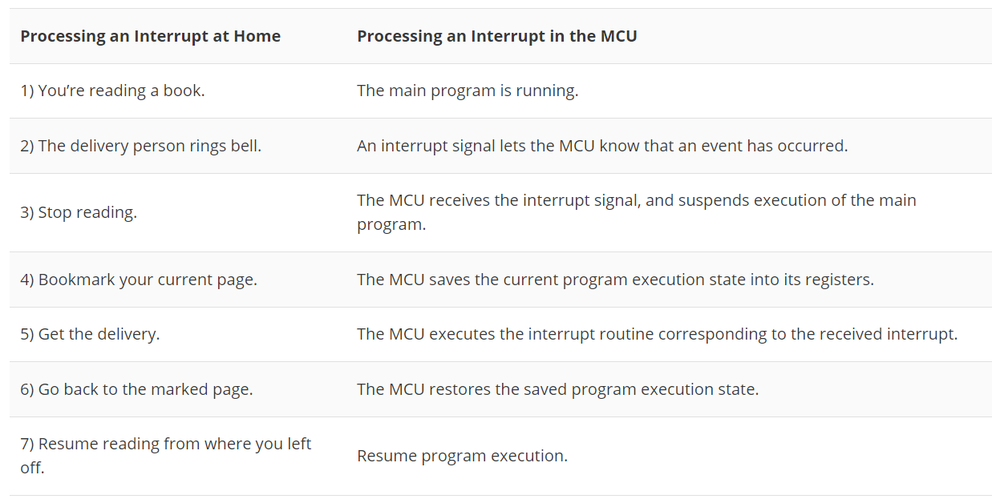 Processing an Interrupt at Home
Processing an Interrupt in the MCU
1) You’re reading a book.
The main program is running.
2) The delivery person rings bell.
An interrupt signal lets the MCU know that an event has occurred.
3) Stop reading.
The MCU receives the interrupt signal, and suspends execution of the main
program.
4) Bookmark your current page.
The MCU saves the current program execution state into its registers.
5) Get the delivery.
The MCU executes the interrupt routine corresponding to the received interrupt.
6) Go back to the marked page.
The MCU restores the saved program execution state.
7) Resume reading from where you left
off.
Resume program execution.